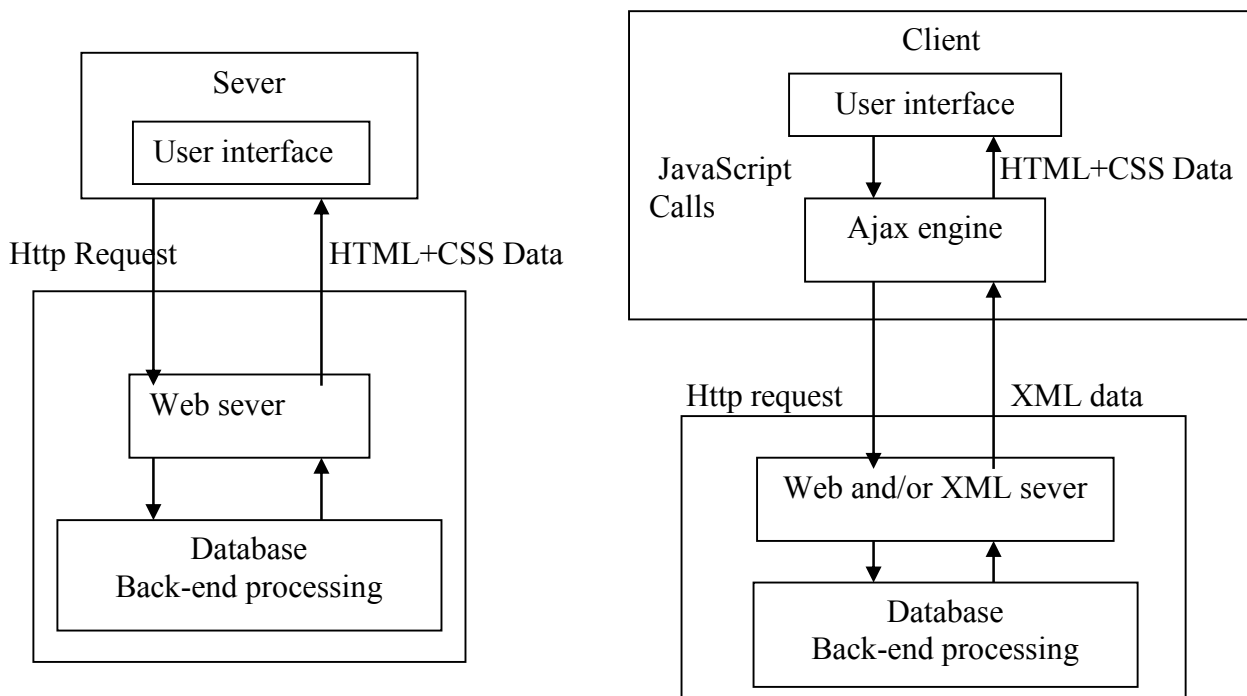 Sever
User interface
Http Request
HTML+CSS Data
Web sever
Database
Back-end processing
Client
User interface
JavaScript
Calls
HTML+CSS Data
Ajax engine
Http request
XML data
Web and/or XML sever
Database
Back-end processing